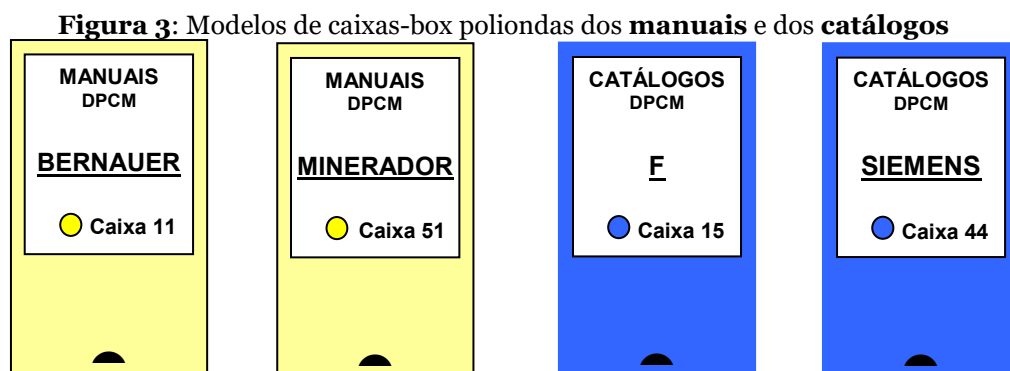 Figura 3: Modelos de caixas-box poliondas dos manuais e dos catálogos
MANUAIS
DPCM
BERNAUER
Caixa 11
MANUAIS
DPCM
MINERADOR
Caixa 51
CATÁLOGOS
DPCM
F
Caixa 15
CATÁLOGOS
DPCM
SIEMENS
Caixa 44